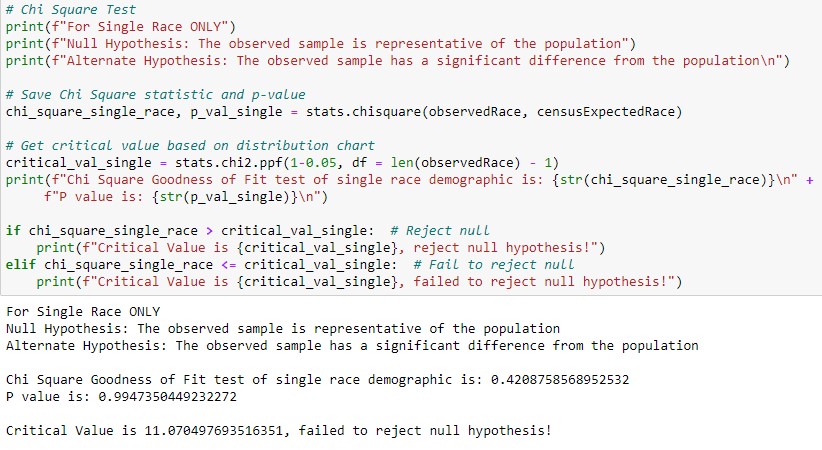 # Chi Square Test
print(f"For Single Race ONLY")
print(f"Null Hypothesis: The observed sample is representative of the population")
print(f"Alternate Hypothesis: The observed sample has a significant difference from the population\n")

# Save Chi Square statistic and p-value
chi_square_single_race, p_val_single = stats.chisquare(observedRace, censusExpectedRace)

# Get critical value based on distribution chart
critical_val_single = stats.chi2.ppf(1-0.05, df = len(observedRace) - 1)
print(f"Chi Square Goodness of Fit test of single race demographic is: {str(chi_square_single_race)}\n" +
     f"P value is: {str(p_val_single)}\n")

if chi_square_single_race > critical_val_single:  # Reject null
    print(f"Critical Value is {critical_val_single}, reject null hypothesis!")
elif chi_square_single_race <= critical_val_single:  # Fail to reject null
    print(f"Critical Value is {critical_val_single}, failed to reject null hypothesis!")

For Single Race ONLY
Null Hypothesis: The observed sample is representative of the population
Alternate Hypothesis: The observed sample has a significant difference from the population

Chi Square Goodness of Fit test of single race demographic is: 0.4208758568952532
P value is: 0.9947350449232272

Critical Value is 11.070497693516351, failed to reject null hypothesis!